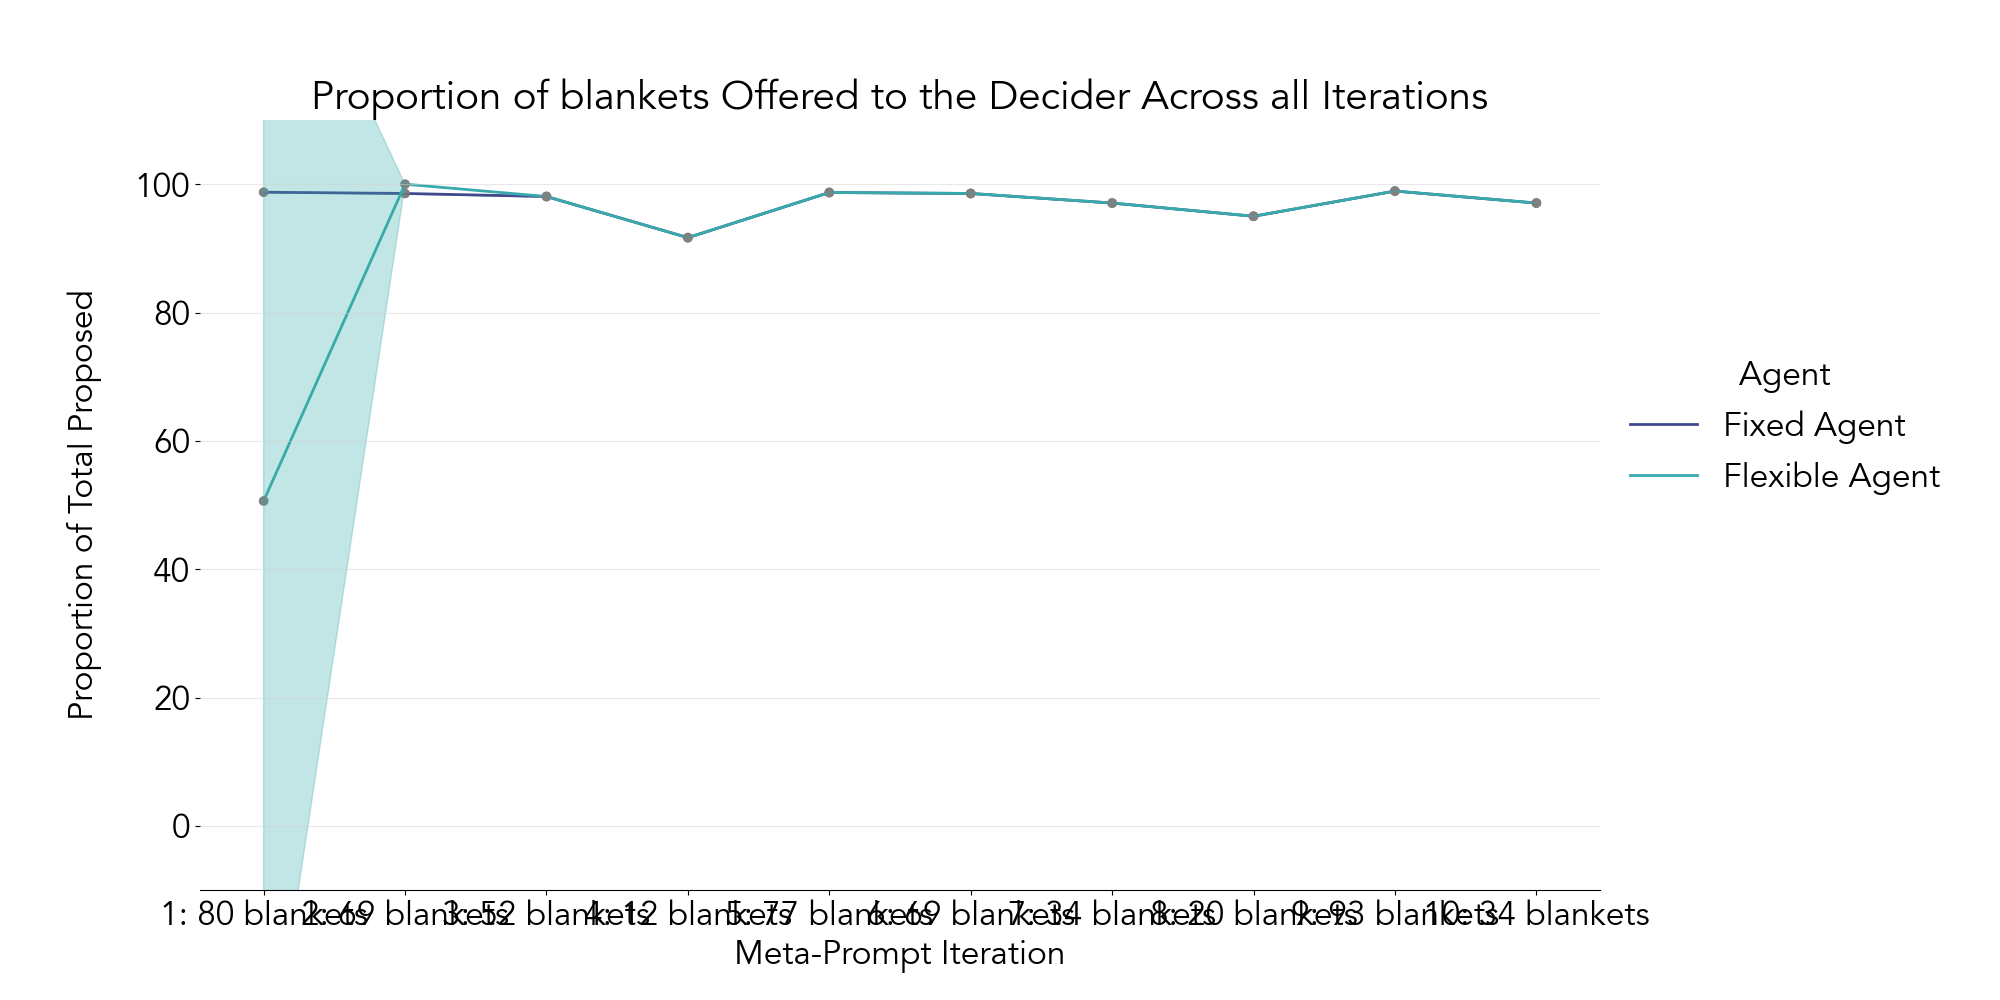 Proportion of blankets Offered to the Decider Across all Iterations
Proportion of Total Proposed
100
80
60
40
20
0
1: 80 blankets
2: 69 blankets
3: 52 blankets
4: 12 blankets
5: 77 blankets
6: 69 blankets
7: 34 blankets
8: 20 blankets
9: 93 blankets
10: 34 blankets
Meta-Prompt Iteration
Agent
Fixed Agent
Flexible Agent